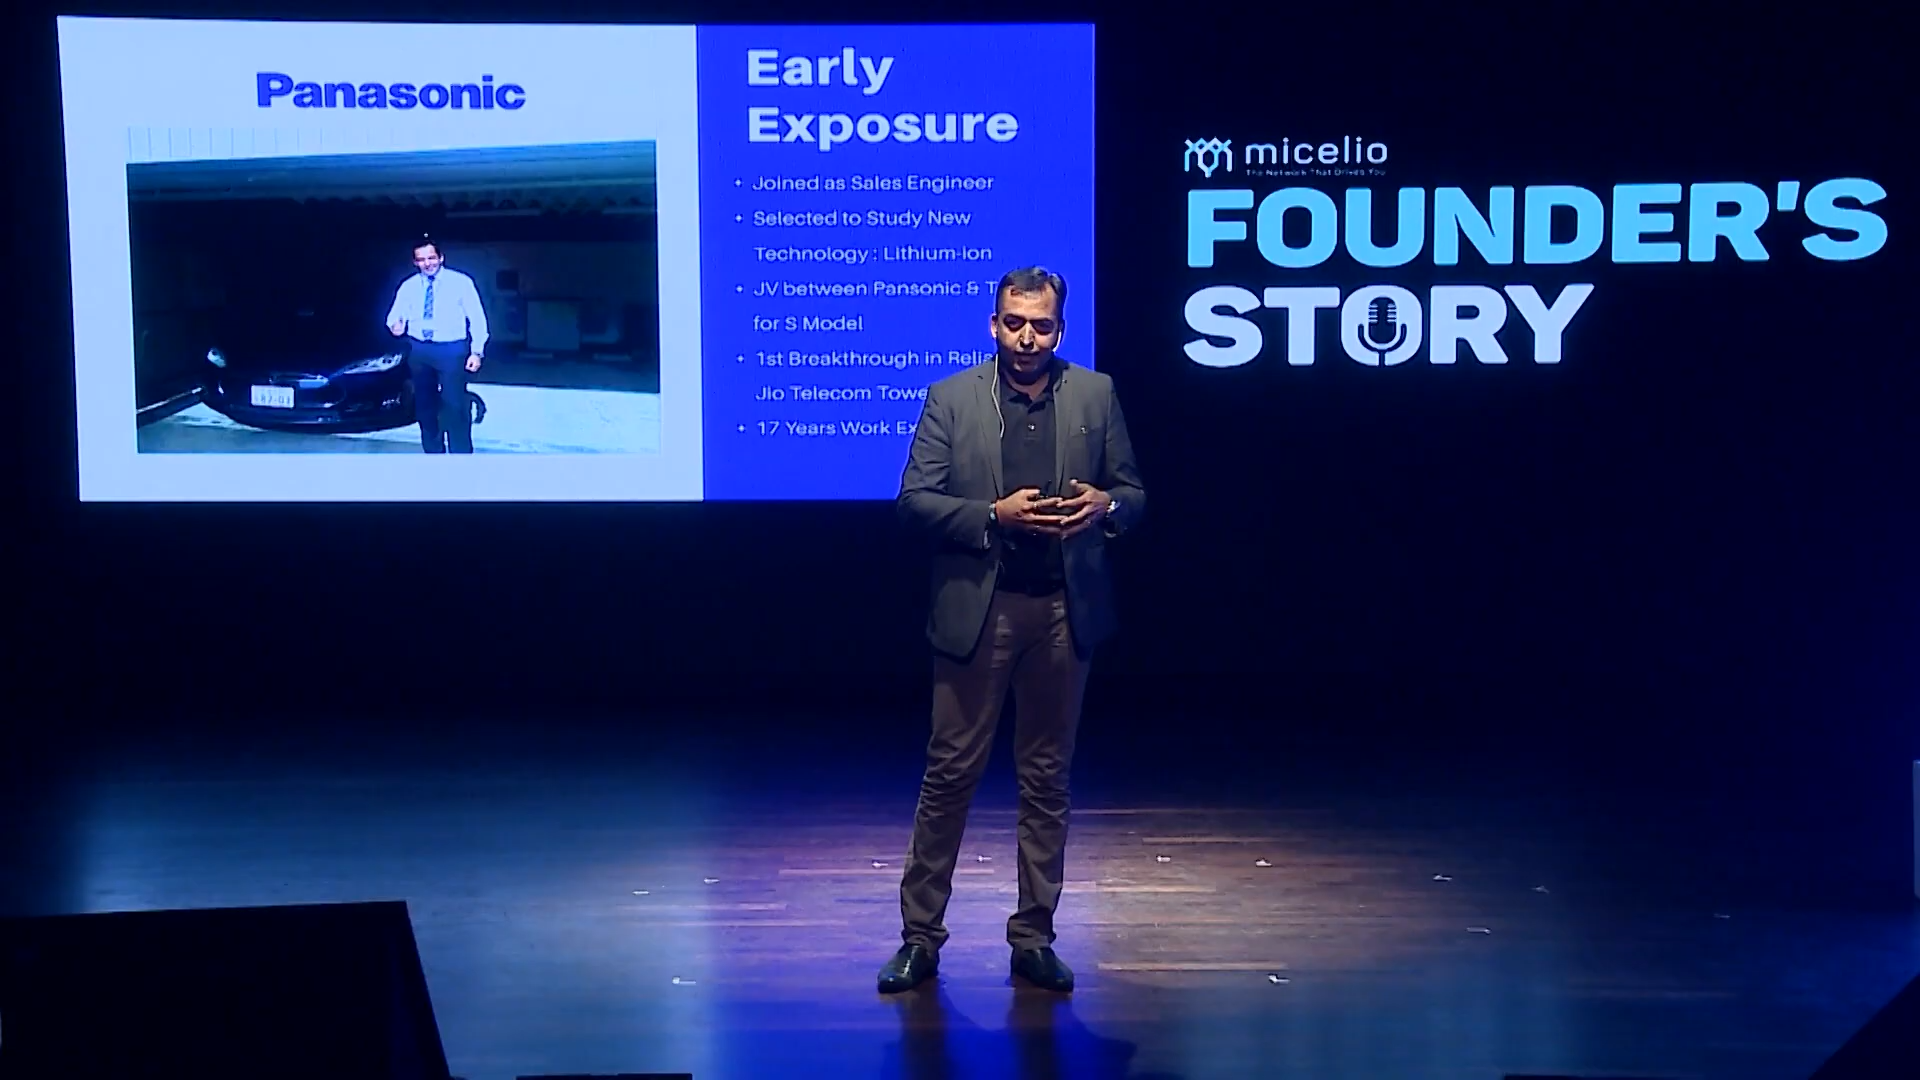 Panasonic
Early
Exposure
Joined as Sales Engineer
Selected to Study New
Technology : Lithium-ion
JV between Pansonic & T
for S Model
1st Breakthrough in Relia
Jio Telecom Towe
17 Years Work Ex
micelio
The Network That Drives You
FOUNDER'S
STORY